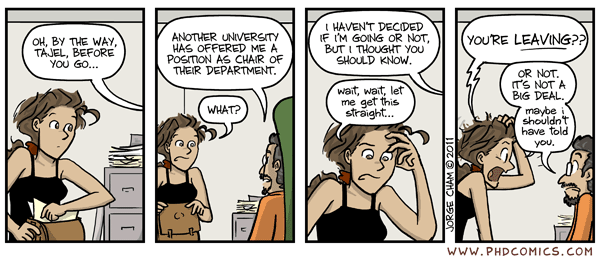 OH, BY THE WAY,
TAJEL, BEFORE
YOU GO...
ANOTHER UNIVERSITY
HAS OFFERED ME A
POSITION AS CHAIR OF
THEIR DEPARTMENT.
WHAT?
I HAVEN'T DECIDED
IF I'M GOING OR NOT,
BUT I THOUGHT YOU
SHOULD KNOW.
wait, wait, let
me get this
straight...
JORGE CHAM © 2011
YOU'RE LEAVING??
OR NOT.
IT'S NOT A
BIG DEAL.
maybe i
shouldn't
have told
you.
WWW.PHDCOMICS.COM